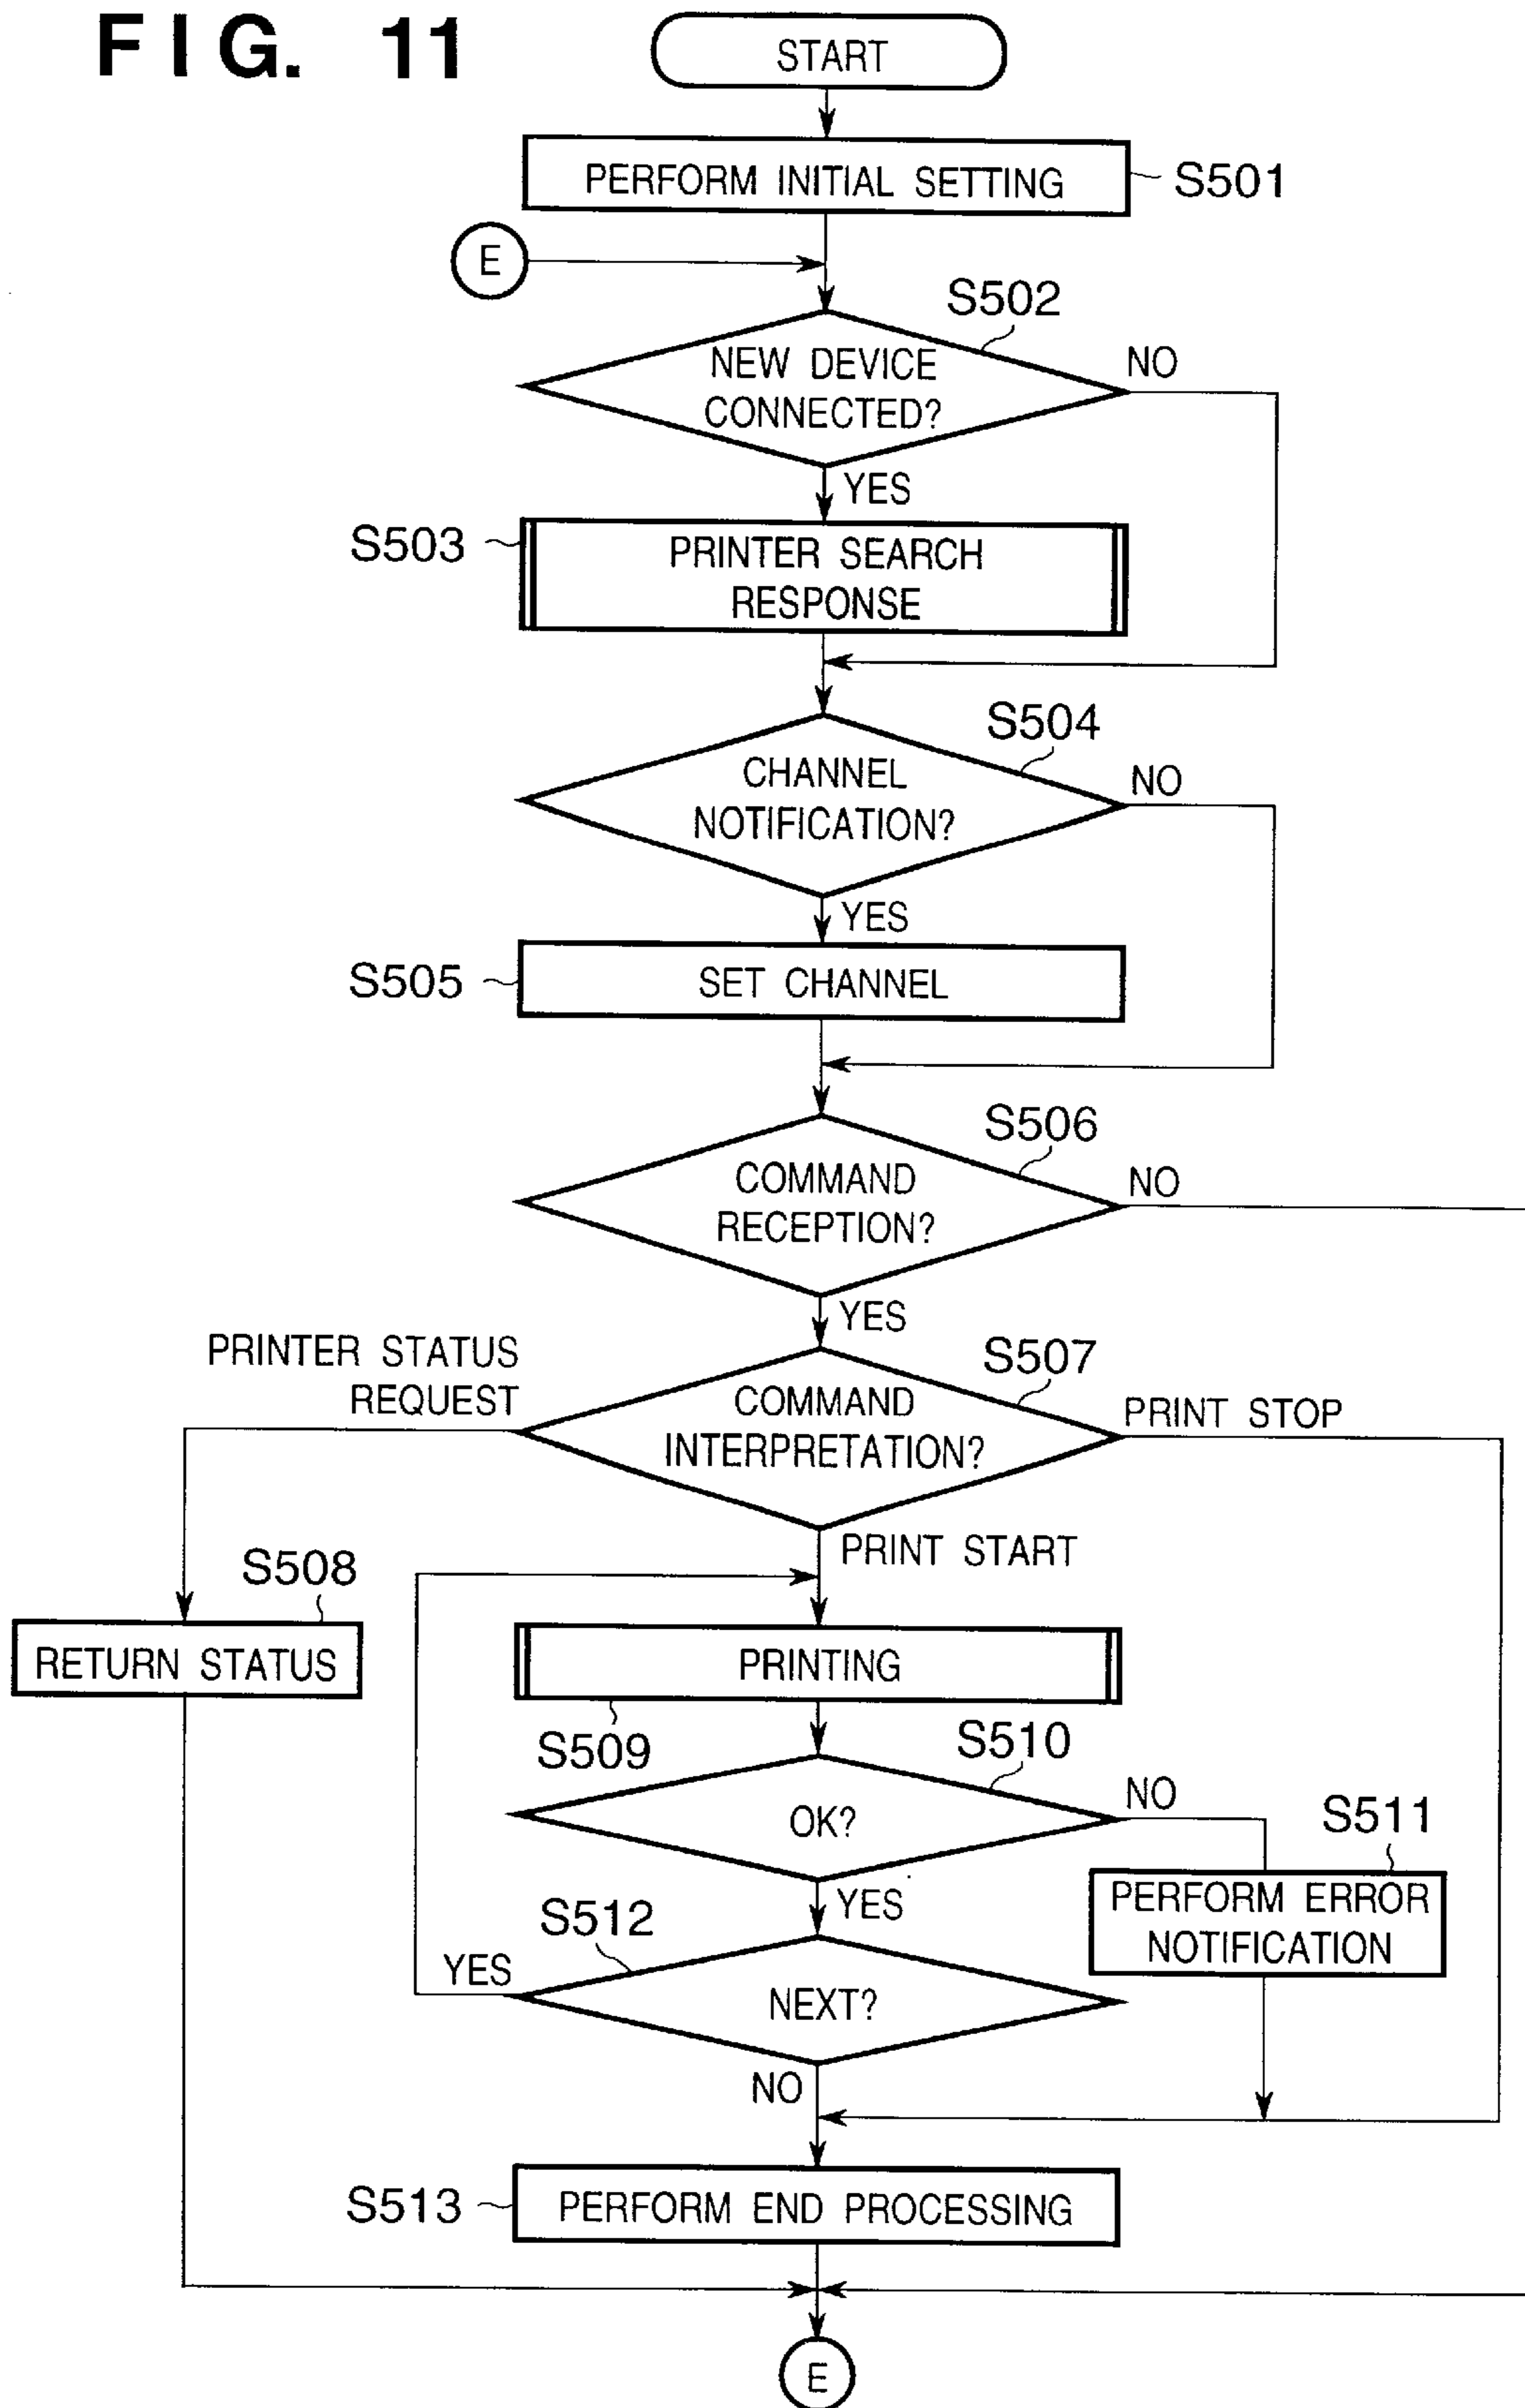 FIG. 11
START
PERFORM INITIAL SETTING
S501
E
S502
NEW DEVICE
CONNECTED?
NO
YES
S503
PRINTER SEARCH
RESPONSE
S504
CHANNEL
NOTIFICATION?
NO
YES
S505
SET CHANNEL
S506
COMMAND
RECEPTION?
NO
YES
PRINTER STATUS
REQUEST
S507
COMMAND
INTERPRETATION?
PRINT STOP
PRINT START
S508
RETURN STATUS
PRINTING
S509
S510
OK?
NO
S511
PERFORM ERROR
NOTIFICATION
YES
S512
YES
NEXT?
NO
S513
PERFORM END PROCESSING
E